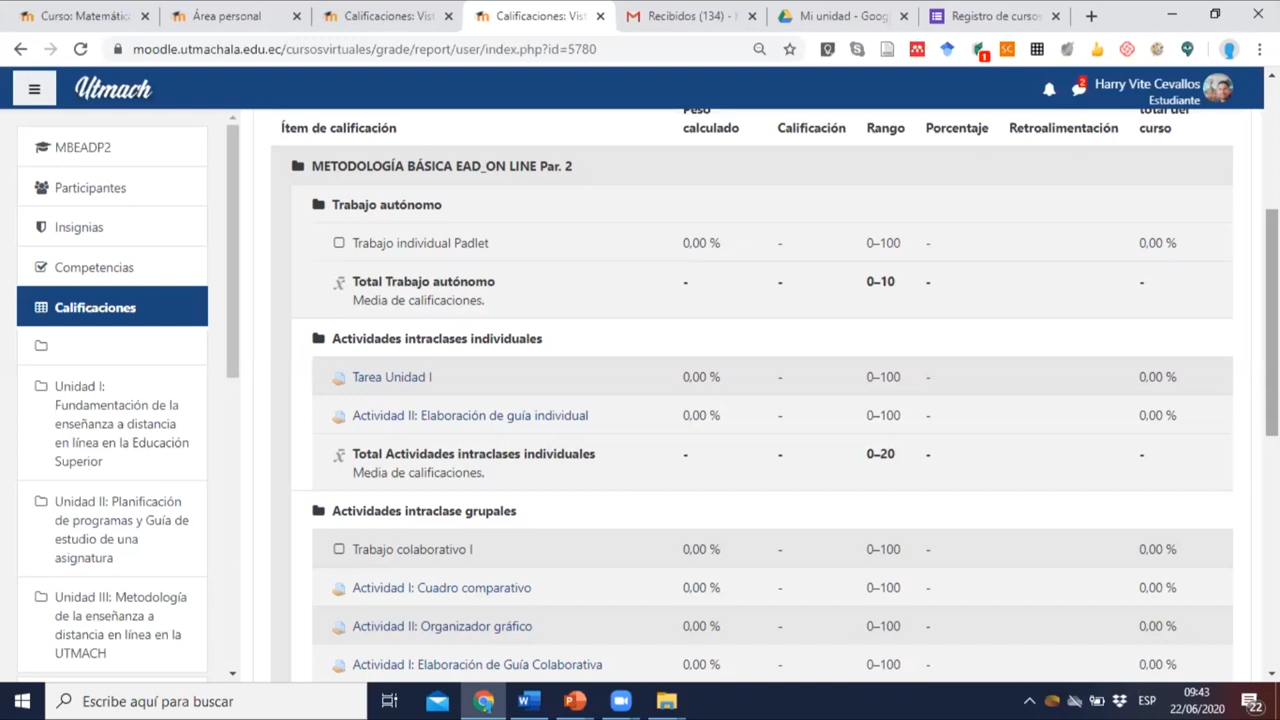 Curso: Matemátic
Área personal
Calificaciones: Vist
Calificaciones: Vist
Recibidos (134) -
Mi unidad - Goog
Registro de cursos
moodle.utmachala.edu.ec/cursosvirtuales/grade/report/user/index.php?id=5780
1
Utmach
2
Harry Vite Cevallos
Estudiante
MBEADP2
Participantes
Insignias
Competencias
Calificaciones
Unidad I:
Fundamentación de la
enseñanza a distancia
en línea en la Educación
Superior
Unidad II: Planificación
de programas y Guía de
estudio de una
asignatura
Unidad III: Metodología
de la enseñanza a
distancia en línea en la
UTMACH
Ítem de calificación
Peso
calculado
Calificación
Rango
Porcentaje
Retroalimentación
total del
curso
METODOLOGÍA BÁSICA EAD_ON LINE Par. 2
Trabajo autónomo
Trabajo individual Padlet 0,00 % - 0–100 - 0,00 %
Total Trabajo autónomo - - 0–10 - -
Media de calificaciones.
Actividades intraclases individuales
Tarea Unidad I 0,00 % - 0–100 - 0,00 %
Actividad II: Elaboración de guía individual 0,00 % - 0–100 - 0,00 %
Total Actividades intraclases individuales - - 0–20 - -
Media de calificaciones.
Actividades intraclase grupales
Trabajo colaborativo I 0,00 % - 0–100 - 0,00 %
Actividad I: Cuadro comparativo 0,00 % - 0–100 - 0,00 %
Actividad II: Organizador gráfico 0,00 % - 0–100 - 0,00 %
Actividad I: Elaboración de Guía Colaborativa 0,00 % - 0–100 - 0,00 %
Escribe aquí para buscar
ESP
09:43
22/06/2020
22